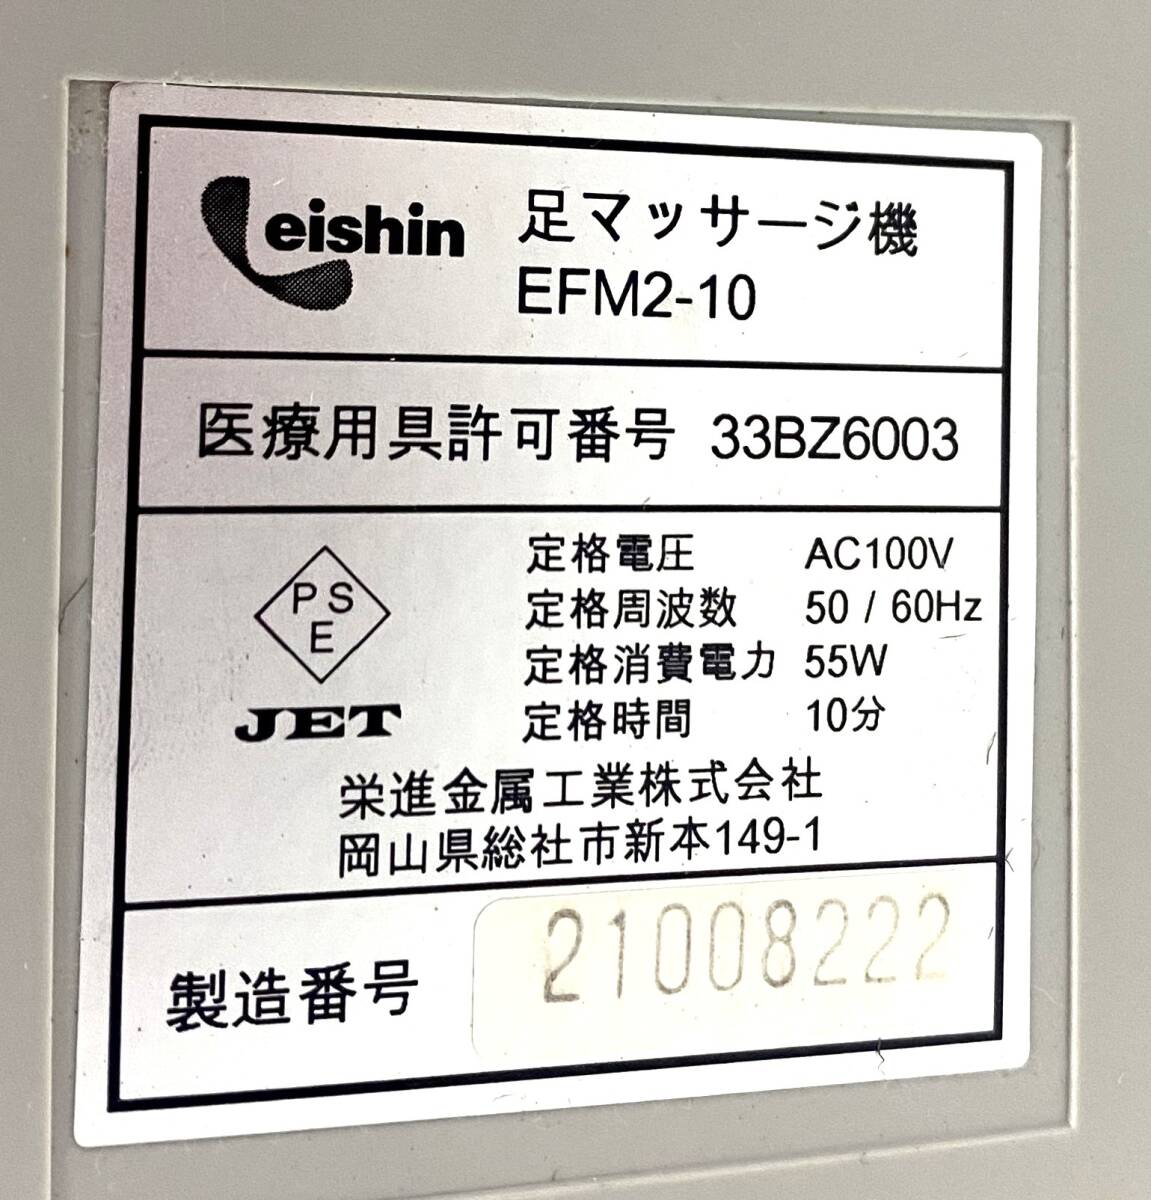 eishin
足マッサージ機
EFM2-10
医療用具許可番号 33BZ6003
PSE
JET
定格電圧 AC100V
定格周波数 50 / 60Hz
定格消費電力 55W
定格時間 10分
栄進金属工業株式会社
岡山県総社市新本149-1
製造番号 21008222